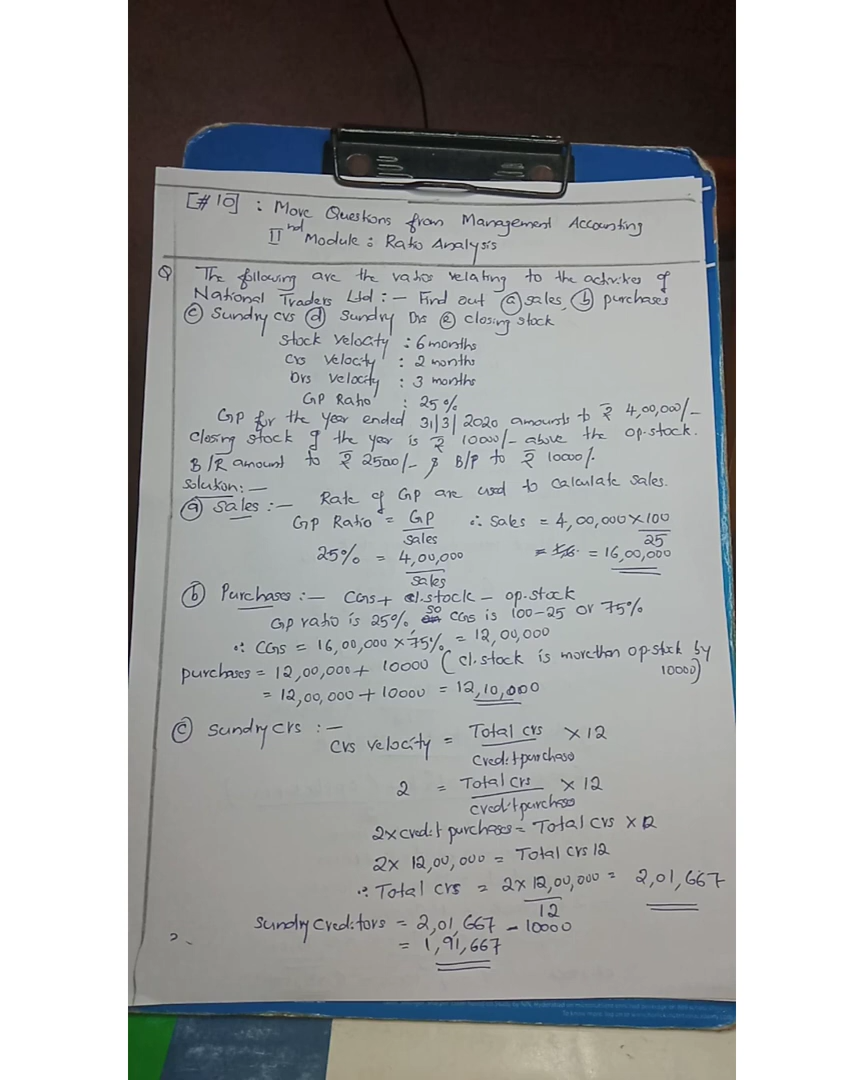 [#10] : More Questions from Management Accounting
IInd Module : Ratio Analysis
Q The following are the ratios relating to the activities of
National Traders Ltd :— Find out (a) sales, (b) purchases
(c) Sundry crs (d) Sundry Drs (e) closing stock
Stock velocity : 6 months
Crs velocity : 2 months
Drs velocity : 3 months
GP Ratio : 25%
GP for the year ended 31/3/2020 amounts to ₹ 4,00,000/-
closing stock of the year is ₹ 10000/- above the op.stock.
B/R amount to ₹ 2500/- & B/P to ₹ 10000/.
Solution:—
(a) Sales :— Rate of GP are used to calculate sales.
GP Ratio = GP / Sales ∴ Sales = 4,00,000 × 100 / 25
25% = 4,00,000 / Sales = 16,00,000
(b) Purchases :— CGS + cl.stock — op.stock
GP ratio is 25% so CGS is 100-25 or 75%
∴ CGS = 16,00,000 × 75% = 12,00,000
purchases = 12,00,000 + 10000 (cl.stock is more than op.stock by 10000)
= 12,00,000 + 10000 = 12,10,000
(c) Sundry crs :—
Crs velocity = Total crs / Credit purchase × 12
2 = Total crs / credit purchase × 12
2 × credit purchases = Total crs × 12
2 × 12,00,000 = Total crs 12
∴ Total crs = 2 × 12,00,000 / 12 = 2,01,667
Sundry Creditors = 2,01,667 — 10000
= 1,91,667